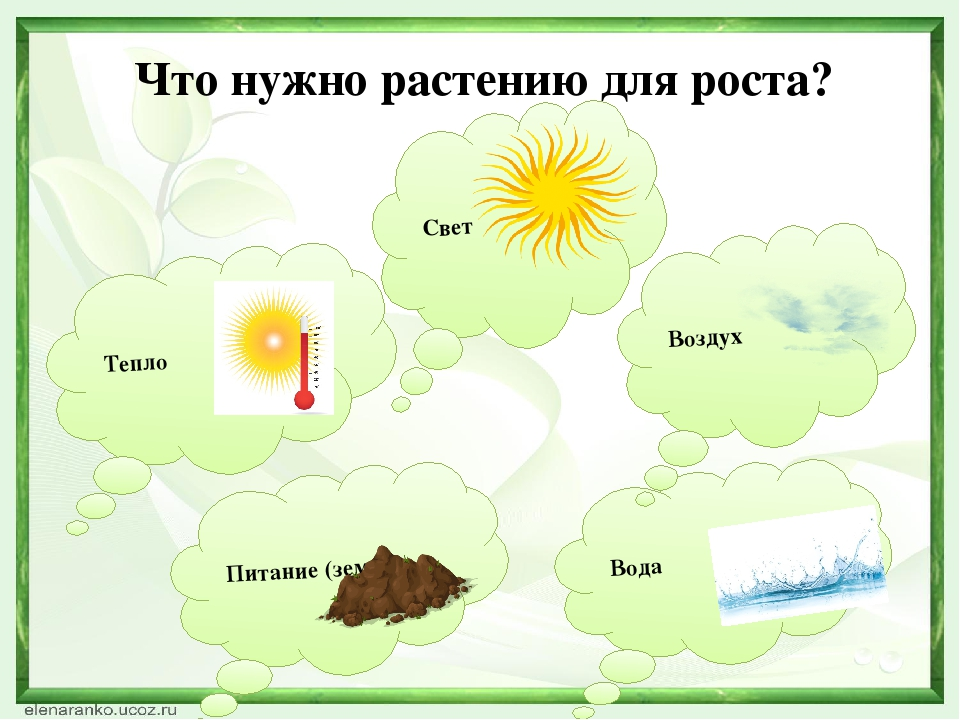 Что нужно растению для роста?
Свет
Воздух
Тепло
Питание (зем
Вода
elenaranko.ucoz.ru